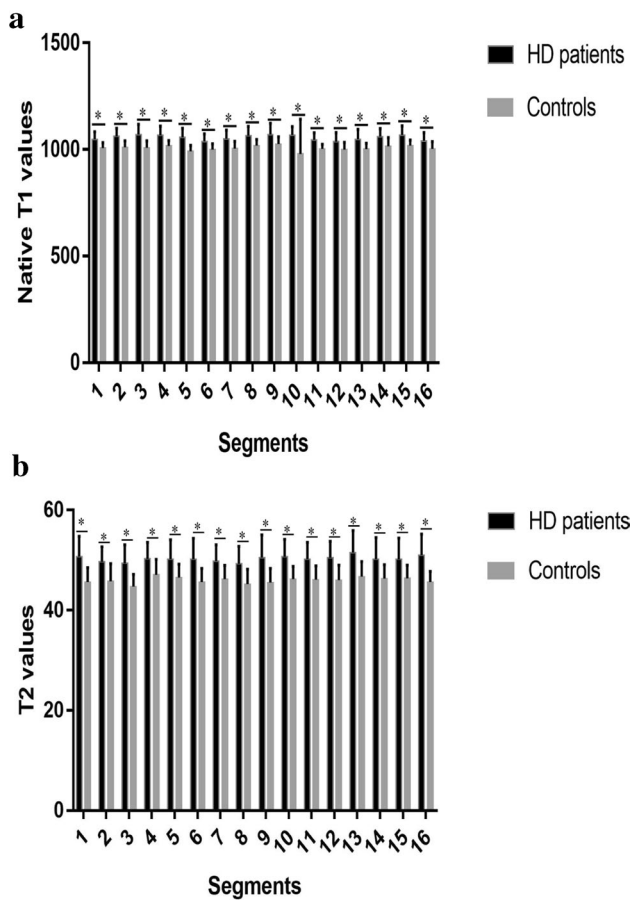 a
1500
1000
500
0
Native T1 values
* * * * * * * * * * * * * * * *
1 2 3 4 5 6 7 8 9 10 11 12 13 14 15 16
Segments
HD patients
Controls
b
60
40
20
0
T2 values
* * * * * * * * * * * * * * * *
1 2 3 4 5 6 7 8 9 10 11 12 13 14 15 16
Segments
HD patients
Controls